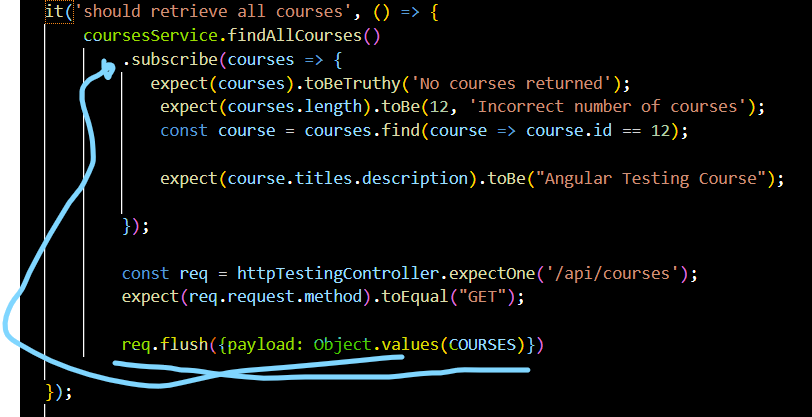 it('should retrieve all courses', () => {
coursesService.findAllCourses()
.subscribe(courses => {
expect(courses).toBeTruthy('No courses returned');
expect(courses.length).toBe(12, 'Incorrect number of courses');
const course = courses.find(course => course.id == 12);
expect(course.titles.description).toBe("Angular Testing Course");
});
const req = httpTestingController.expectOne('/api/courses');
expect(req.request.method).toEqual("GET");
req.flush({payload: Object.values(COURSES)})
});